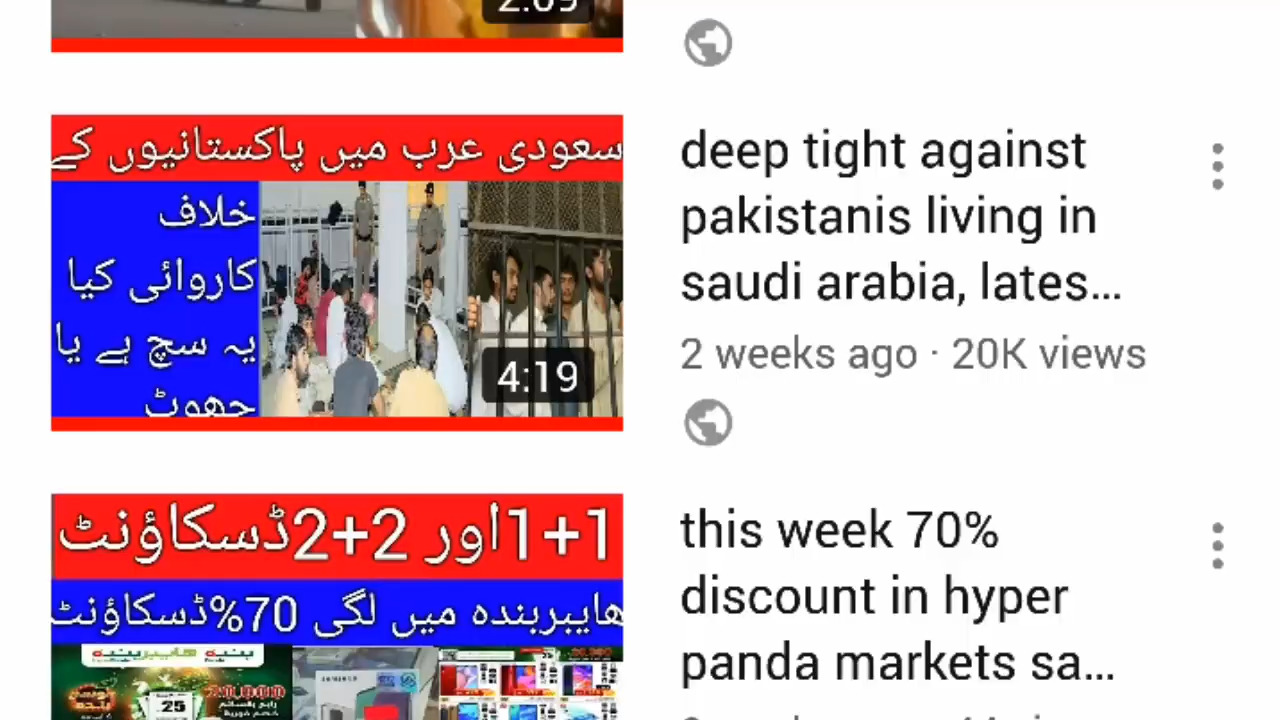 2:09
سعودی عرب میں پاکستانیوں کے
خلاف
کاروائی کیا
یہ سچ ہے یا
جھوٹ
4:19
deep tight against
pakistanis living in
saudi arabia, lates...
2 weeks ago · 20K views
1+1اور 2+2ڈسکاؤنٹ
ھایپربندہ میں لگی 70%ڈسکاؤنٹ
بنده هايبربنده
25
this week 70%
discount in hyper
panda markets sa...